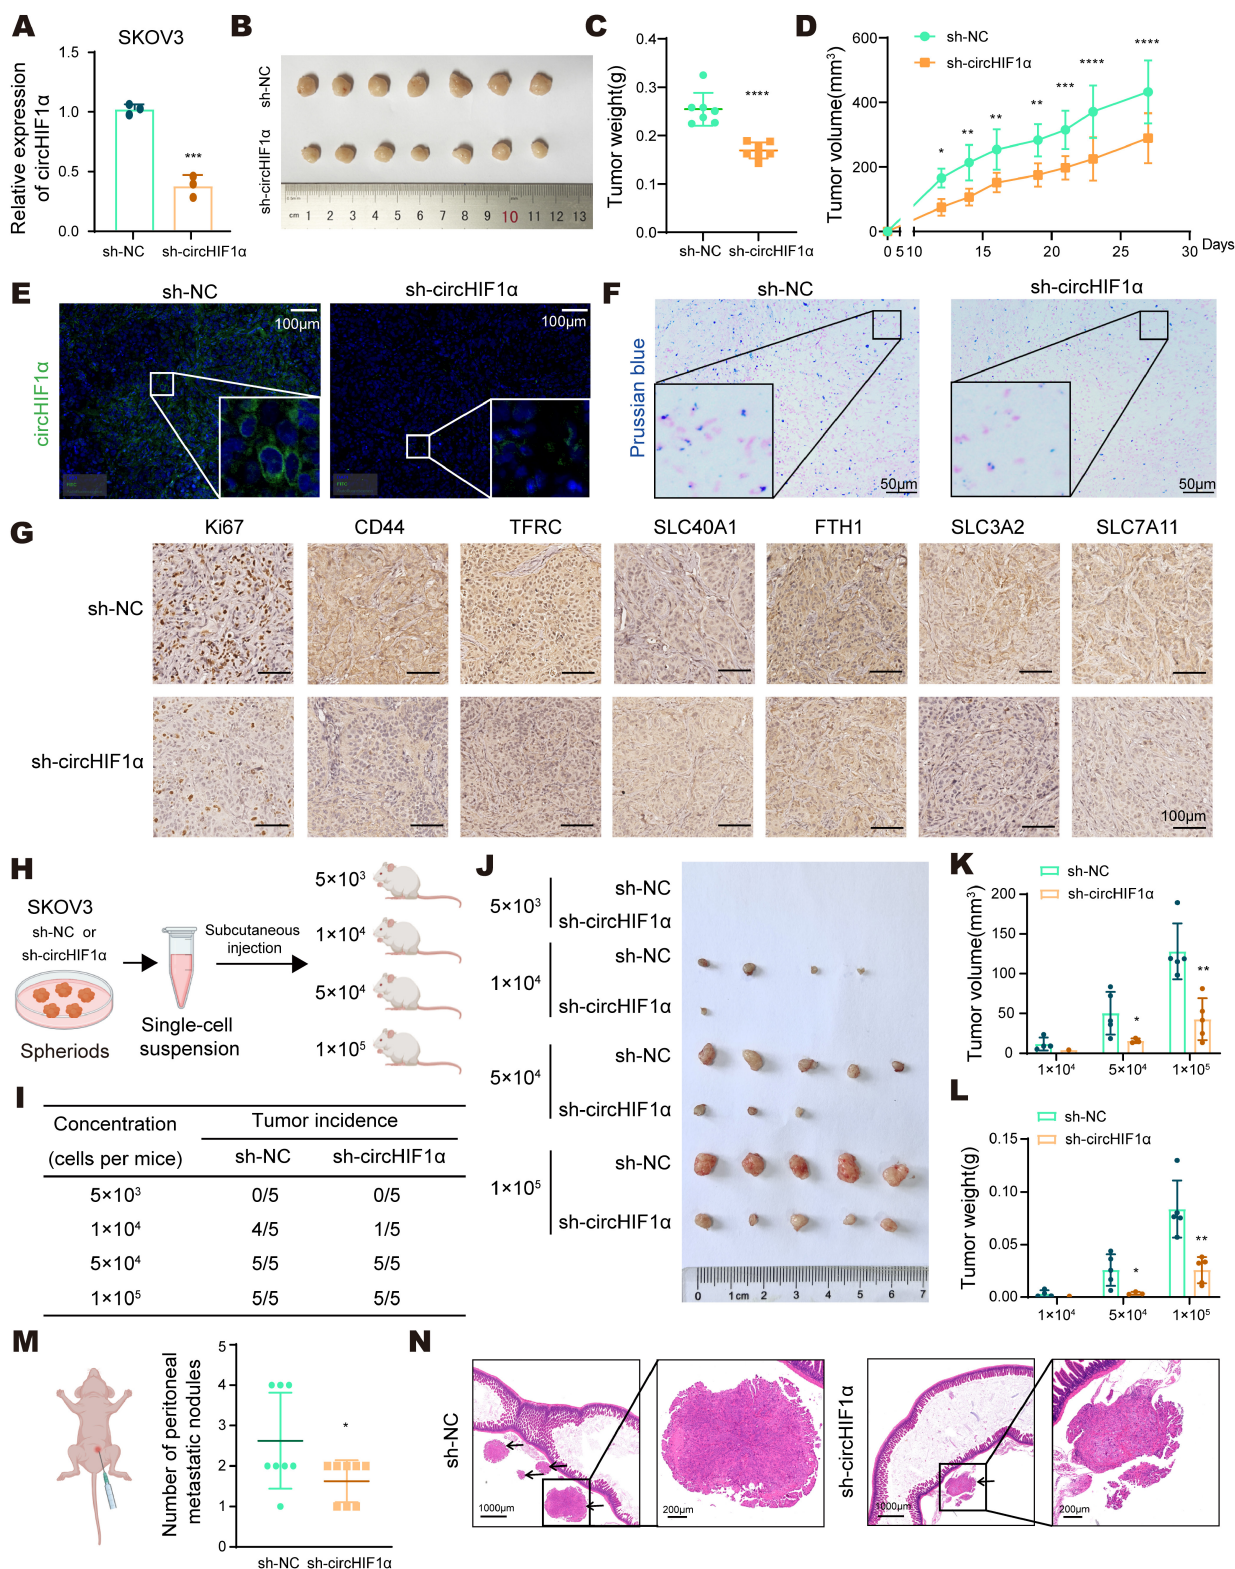 A
SKOV3
Relative expression
of circHIF1α
1.5
1.0
0.5
0.0
***
sh-NC
sh-circHIF1α
B
sh-NC
sh-circHIF1α
cm 1 2 3 4 5 6 7 8 9 10 11 12 13
C
Tumor weight(g)
0.4
0.3
0.2
0.1
0.0
****
sh-NC
sh-circHIF1α
D
Tumor volume(mm³)
600
400
200
0
sh-NC
sh-circHIF1α
*
**
**
**
***
****
****
0 5 10 15 20 25 30 Days
E
circHIF1α
sh-NC
sh-circHIF1α
100μm
100μm
F
Prussian blue
sh-NC
sh-circHIF1α
50μm
50μm
G
Ki67 CD44 TFRC SLC40A1 FTH1 SLC3A2 SLC7A11
sh-NC
sh-circHIF1α
100μm
H
SKOV3
sh-NC or
sh-circHIF1α
Spheriods
Single-cell
suspension
Subcutaneous
injection
5×10³
1×10⁴
5×10⁴
1×10⁵
I
Concentration
(cells per mice)
Tumor incidence
sh-NC sh-circHIF1α
5×10³ 0/5 0/5
1×10⁴ 4/5 1/5
5×10⁴ 5/5 5/5
1×10⁵ 5/5 5/5
J
5×10³
sh-NC
sh-circHIF1α
1×10⁴
sh-NC
sh-circHIF1α
5×10⁴
sh-NC
sh-circHIF1α
1×10⁵
sh-NC
sh-circHIF1α
0 1cm 2 3 4 5 6 7
K
sh-NC
sh-circHIF1α
Tumor volume(mm³)
200
150
100
50
0
*
**
1×10⁴ 5×10⁴ 1×10⁵
L
sh-NC
sh-circHIF1α
Tumor weight(g)
0.15
0.10
0.05
0.00
*
**
1×10⁴ 5×10⁴ 1×10⁵
M
Number of peritoneal
metastatic nodules
5
4
3
2
1
0
*
sh-NC sh-circHIF1α
N
sh-NC
1000μm
200μm
sh-circHIF1α
1000μm
200μm